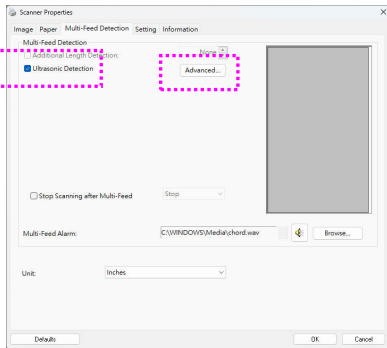 Scanner Properties
Image Paper Multi-Feed Detection Setting Information
Multi-Feed Detection
Additional Length Detection: None
Ultrasonic Detection Advanced...
Stop Scanning after Multi-Feed Stop
Multi-Feed Alarm: C:\WINDOWS\Media\chord.wav Browse...
Unit: Inches
Defaults OK Cancel